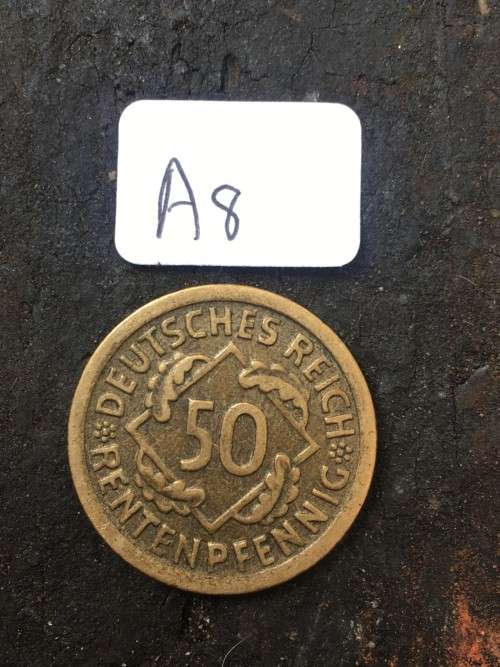 A8
DEUTSCHES REICH
50
RENTENPFENNIG